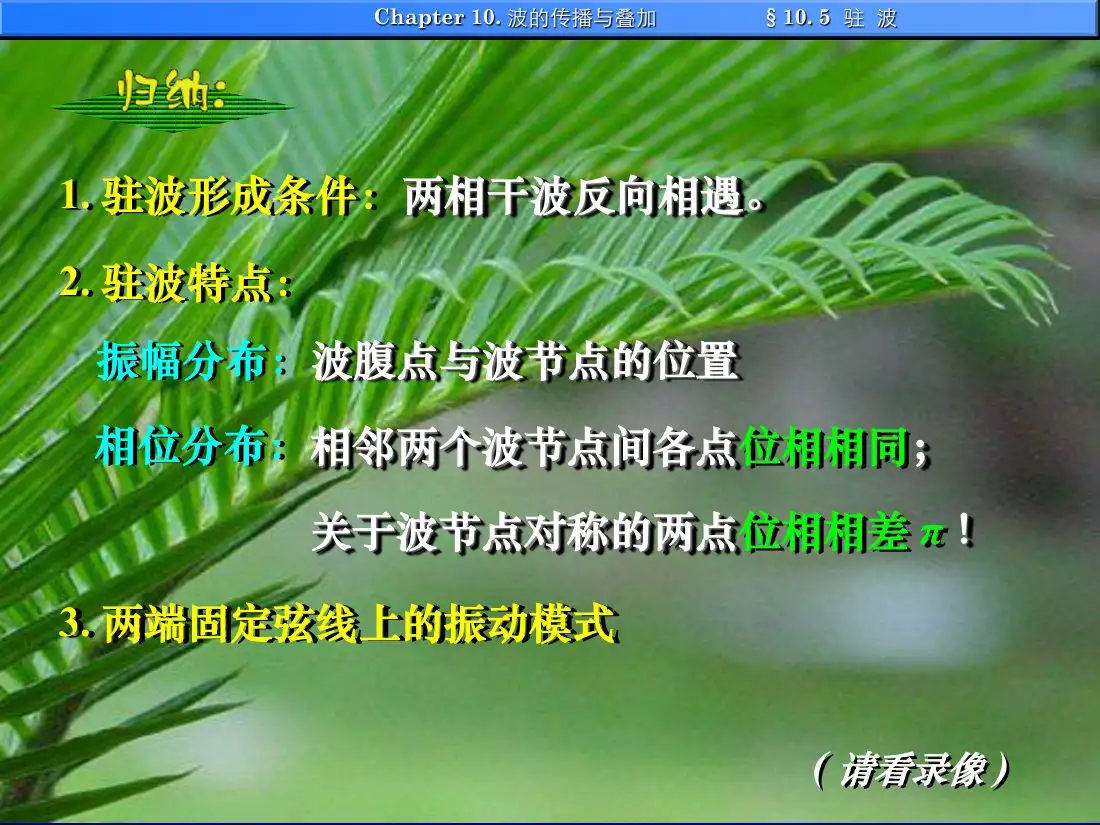 Chapter 10. 波的传播与叠加 § 10. 5 驻 波
归纳:
1. 驻波形成条件: 两相干波反向相遇。
2. 驻波特点:
振幅分布: 波腹点与波节点的位置
相位分布: 相邻两个波节点间各点位相相同;
关于波节点对称的两点位相相差 π !
3. 两端固定弦线上的振动模式
( 请看录像 )